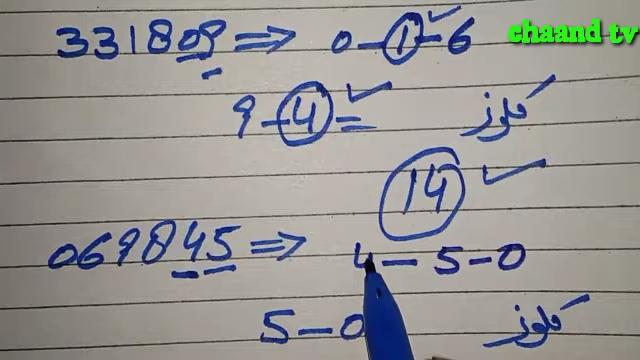 chaand tv
331809 ⇒ 0 – 1 – 6 ✓
9 – 4 = ✓ کلوز
14 ✓
069845 ⇒ 4 – 5 – 0
5 – 0 کلوز